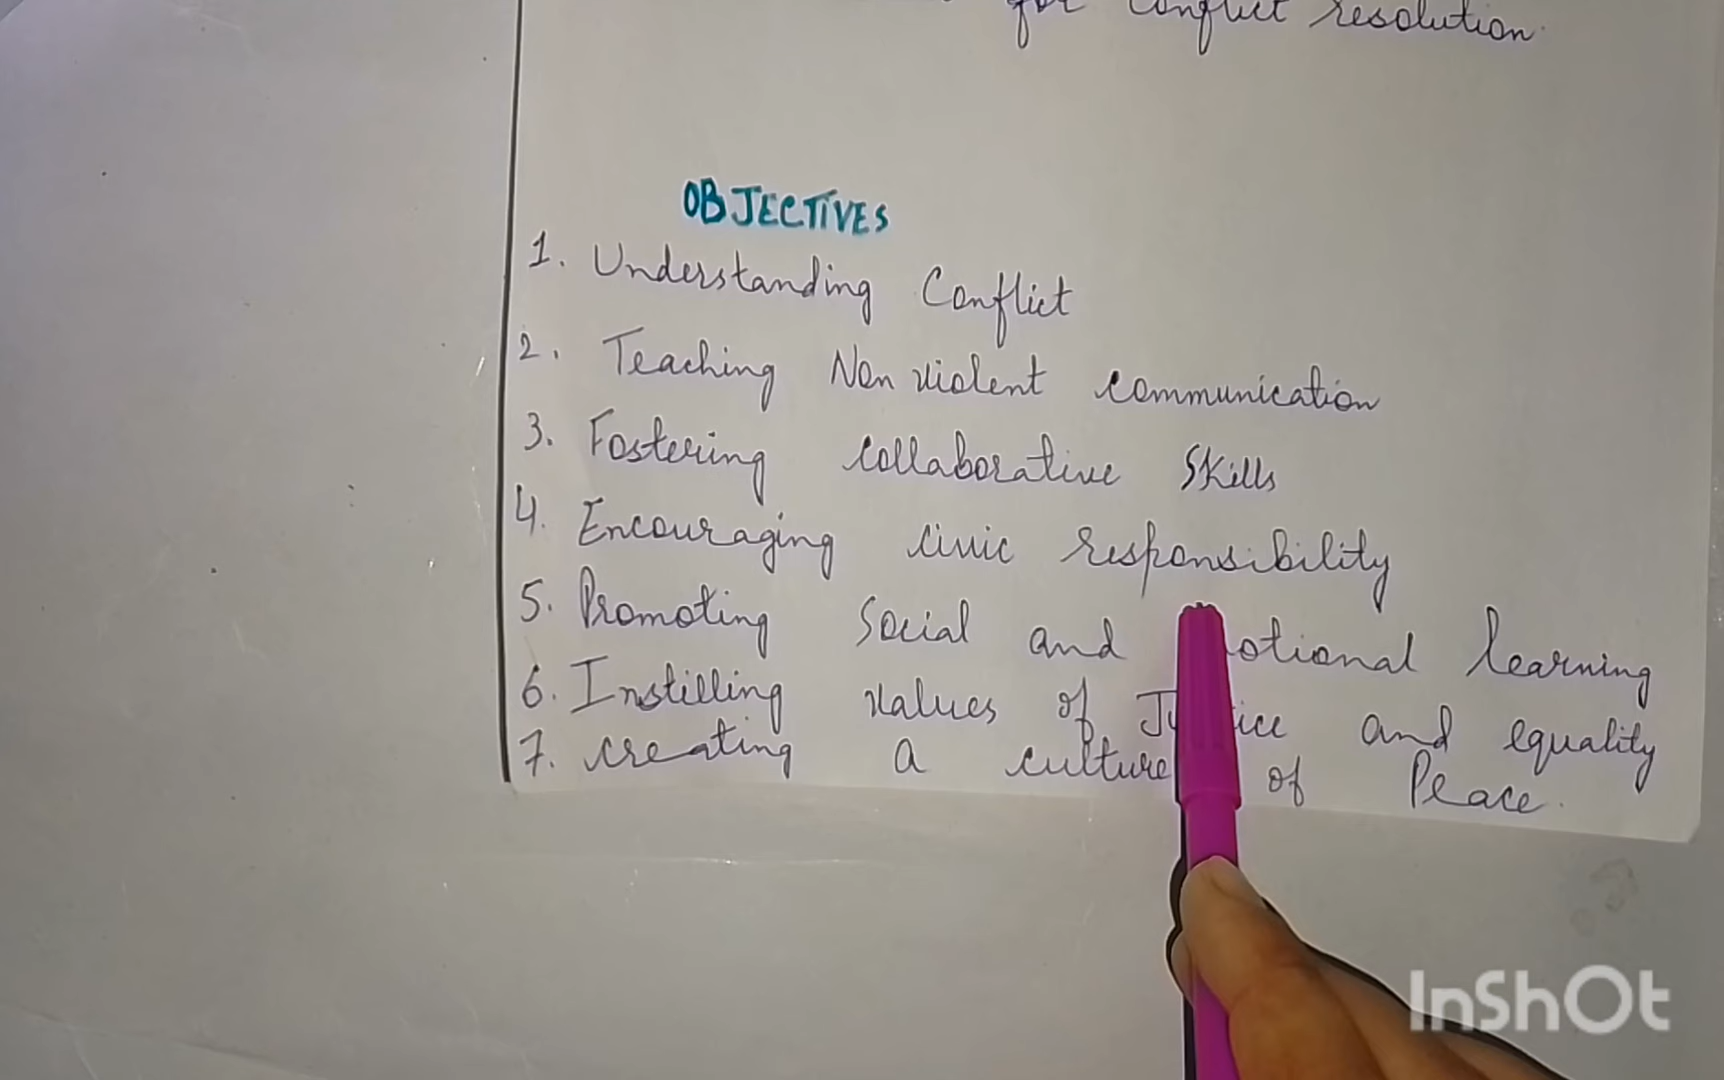 for conflict resolution.
OBJECTIVES
1. Understanding Conflict
2. Teaching Non violent communication
3. Fostering collaborative Skills
4. Encouraging civic responsibility
5. Promoting Social and otional learning
6. Instilling values of Ju ice and equality
7. creating a culture of Peace.
InShOt